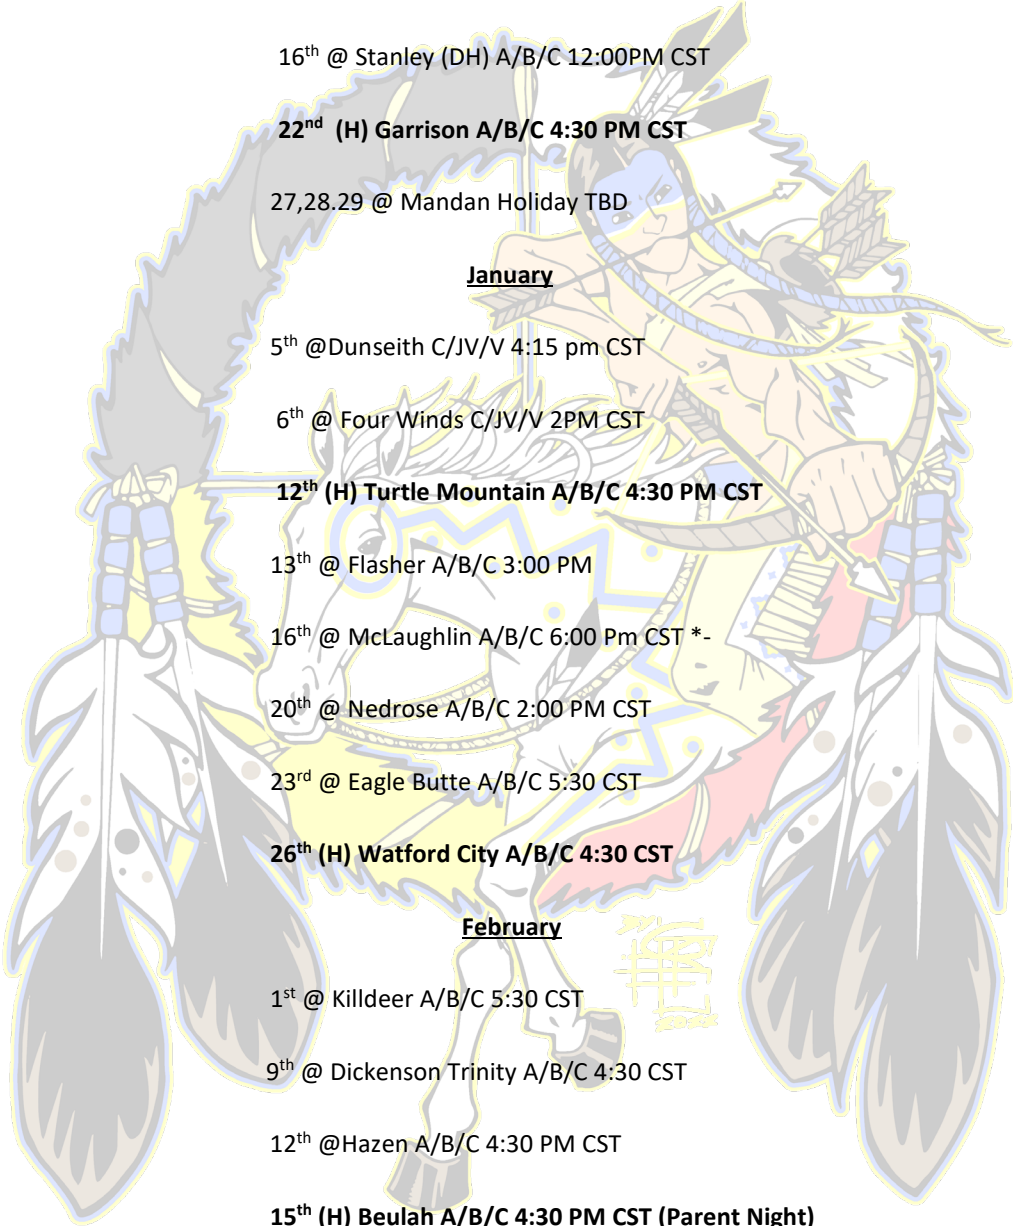 16th @ Stanley (DH) A/B/C 12:00PM CST
22nd (H) Garrison A/B/C 4:30 PM CST
27,28.29 @ Mandan Holiday TBD
January
5th @Dunseith C/JV/V 4:15 pm CST
6th @ Four Winds C/JV/V 2PM CST
12th (H) Turtle Mountain A/B/C 4:30 PM CST
13th @ Flasher A/B/C 3:00 PM
16th @ McLaughlin A/B/C 6:00 Pm CST *-
20th @ Nedrose A/B/C 2:00 PM CST
23rd @ Eagle Butte A/B/C 5:30 CST
26th (H) Watford City A/B/C 4:30 CST
February
1st @ Killdeer A/B/C 5:30 CST
9th @ Dickenson Trinity A/B/C 4:30 CST
12th @Hazen A/B/C 4:30 PM CST
15th (H) Beulah A/B/C 4:30 PM CST (Parent Night)